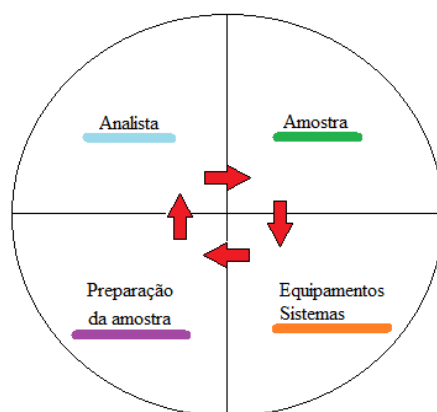 Analista
Amostra
Preparação
da amostra
Equipamentos
Sistemas